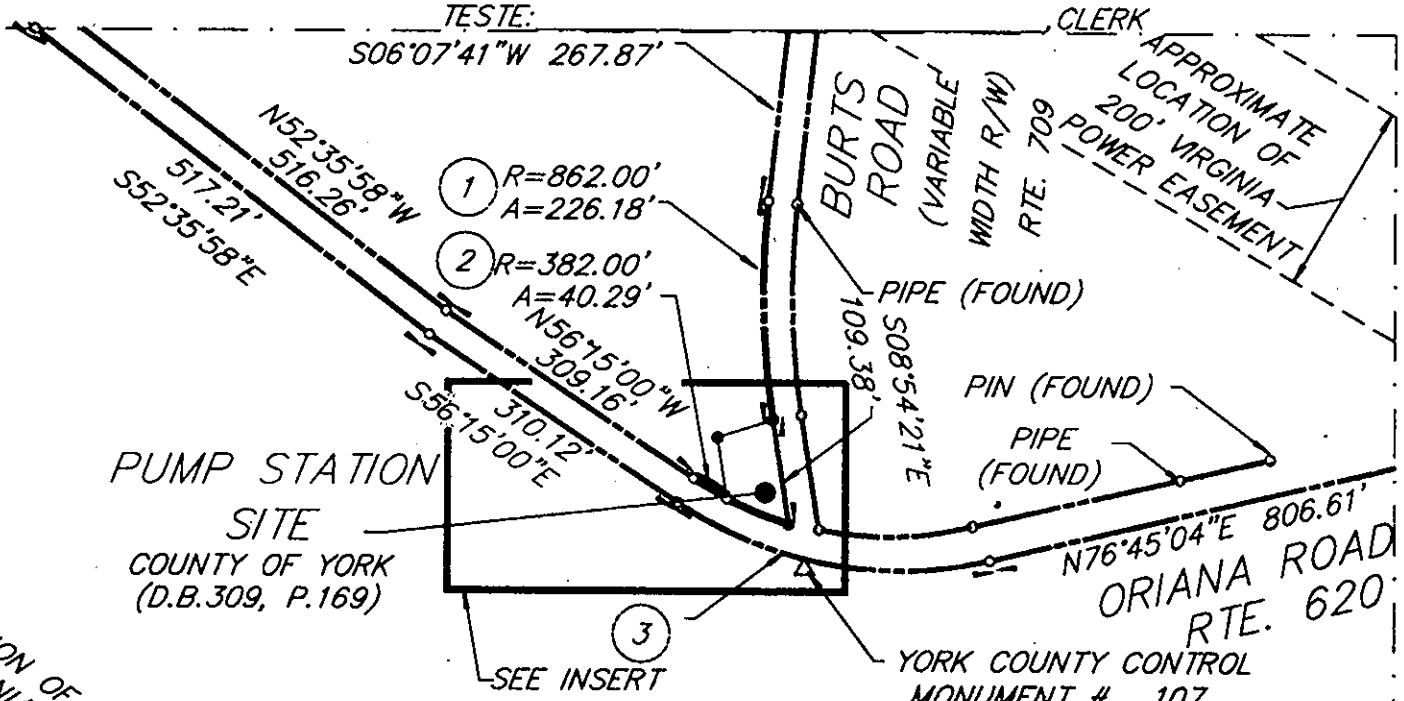 TESTE:
CLERK
S06°07'41"W 267.87'
N52°35'58"W
516.26'
517.21'
S52°35'58"E
1
R=862.00'
A=226.18'
2
R=382.00'
A=40.29'
BURTS
ROAD
(VARIABLE
WIDTH R/W)
RTE. 709
APPROXIMATE
LOCATION OF
200' VIRGINIA
POWER EASEMENT
PIPE (FOUND)
S08°54'21"E
109.38'
N56°15'00"W
309.16'
310.12'
S56°15'00"E
PIN (FOUND)
PIPE
(FOUND)
PUMP STATION
SITE
COUNTY OF YORK
(D.B.309, P.169)
N76°45'04"E 806.61'
ORIANA ROAD
RTE. 620
3
SEE INSERT
YORK COUNTY CONTROL
MONUMENT # 107
OF